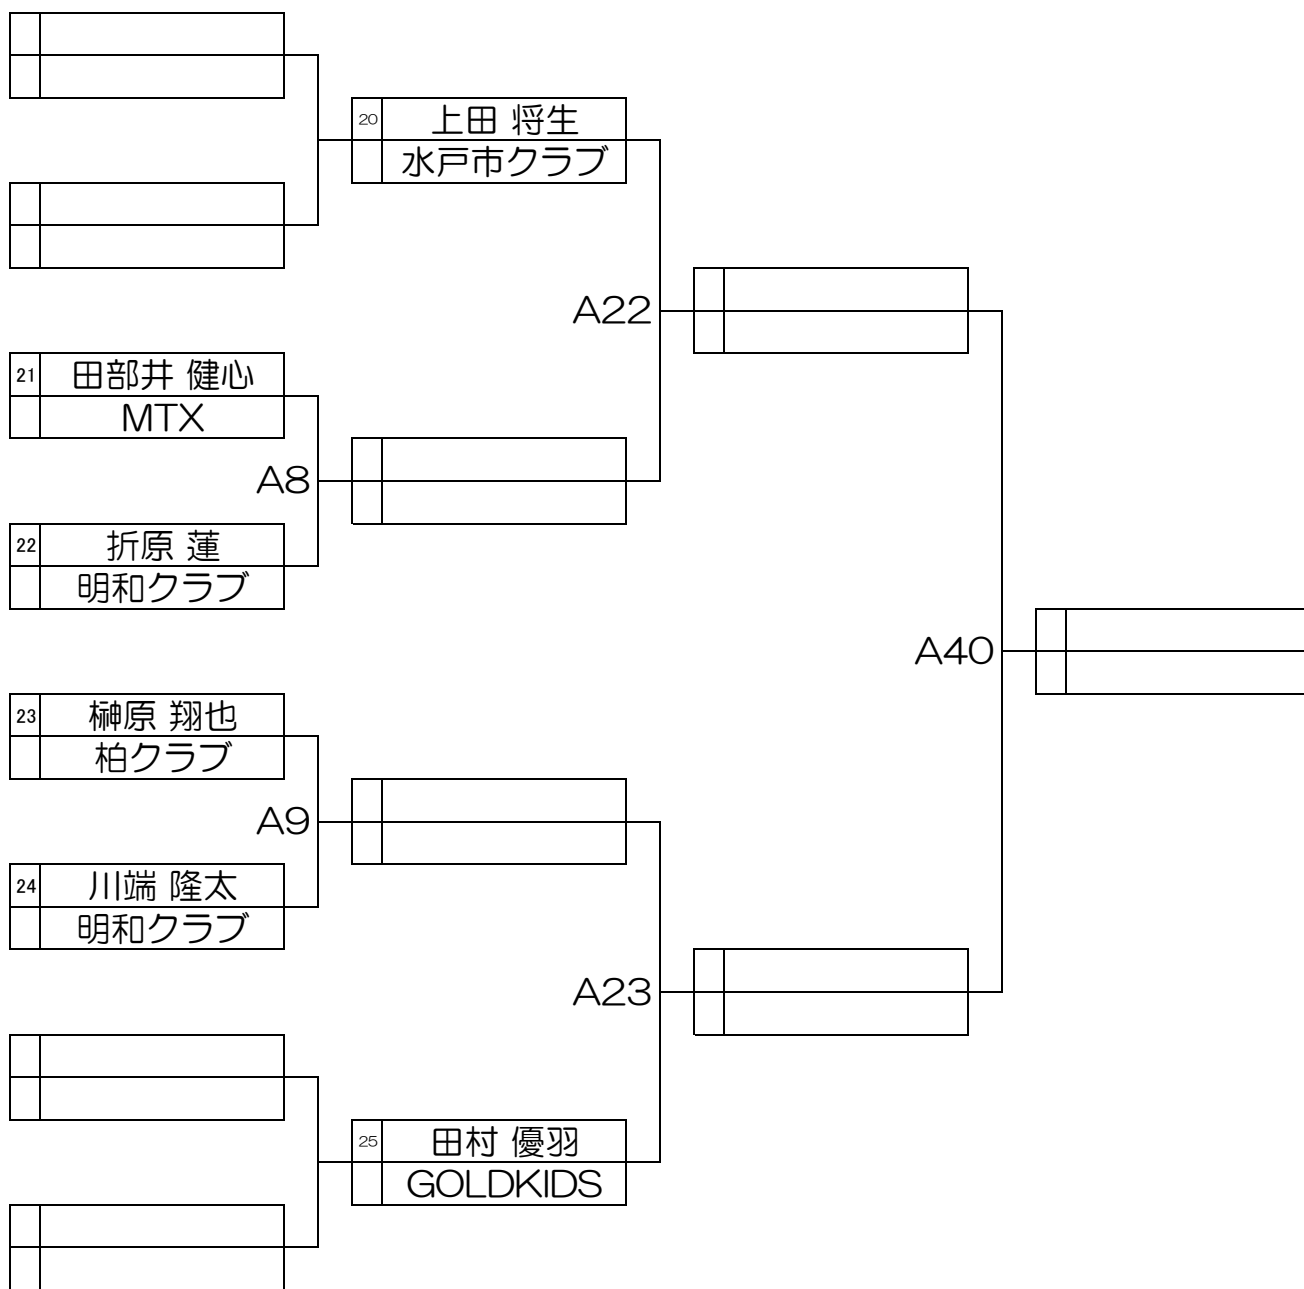 20 上田 将生
水戸市クラブ
A22
21 田部井 健心
MTX
A8
22 折原 蓮
明和クラブ
A40
23 榊原 翔也
柏クラブ
A9
24 川端 隆太
明和クラブ
A23
25 田村 優羽
GOLDKIDS